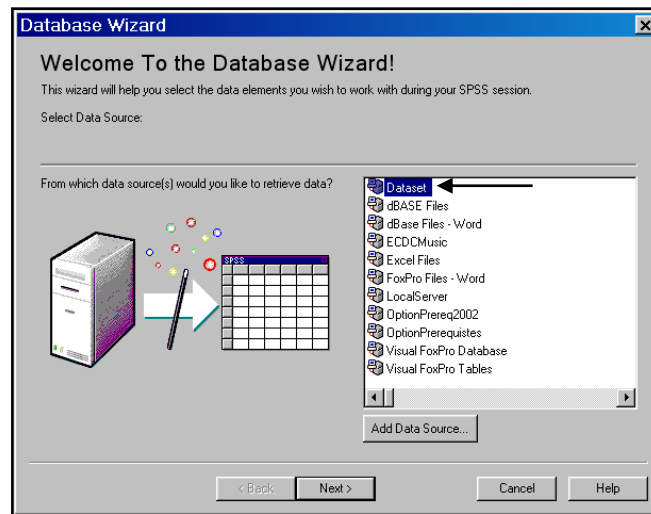 Database Wizard
Welcome To the Database Wizard!
This wizard will help you select the data elements you wish to work with during your SPSS session.
Select Data Source:
From which data source(s) would you like to retrieve data?
SPSS
Dataset
dBASE Files
dBase Files - Word
ECDCMusic
Excel Files
FoxPro Files - Word
LocalServer
OptionPrereq2002
OptionPrerequistes
Visual FoxPro Database
Visual FoxPro Tables
Add Data Source...
< Back
Next >
Cancel
Help